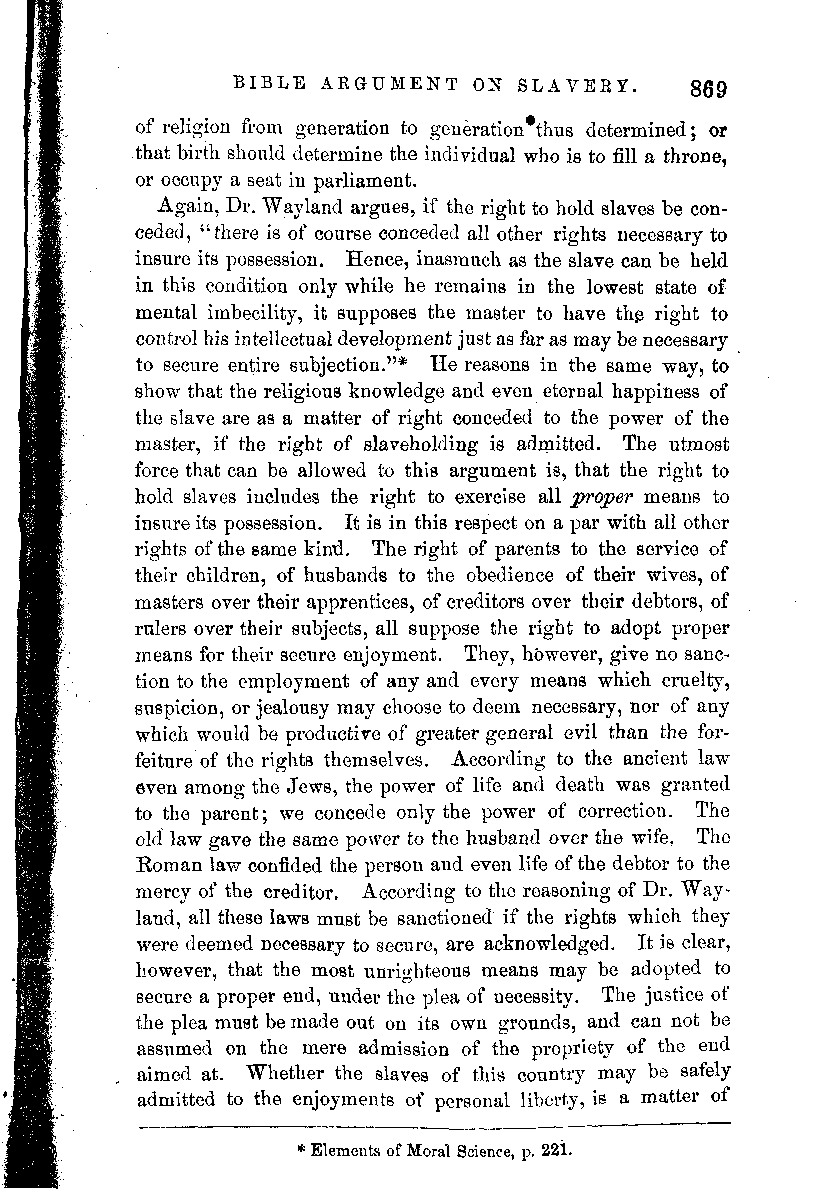 BIBLE ARGUMENT ON SLAVERY. 869
of religion from generation to generation thus determined; or
that birth should determine the individual who is to fill a throne,
or occupy a seat in parliament.
Again, Dr. Wayland argues, if the right to hold slaves be con-
ceded, “there is of course conceded all other rights necessary to
insure its possession. Hence, inasmuch as the slave can be held
in this condition only while he remains in the lowest state of
mental imbecility, it supposes the master to have the right to
control his intellectual development just as far as may be necessary
to secure entire subjection.”* He reasons in the same way, to
show that the religious knowledge and even eternal happiness of
the slave are as a matter of right conceded to the power of the
master, if the right of slaveholding is admitted. The utmost
force that can be allowed to this argument is, that the right to
hold slaves includes the right to exercise all proper means to
insure its possession. It is in this respect on a par with all other
rights of the same kind. The right of parents to the service of
their children, of husbands to the obedience of their wives, of
masters over their apprentices, of creditors over their debtors, of
rulers over their subjects, all suppose the right to adopt proper
means for their secure enjoyment. They, however, give no sanc-
tion to the employment of any and every means which cruelty,
suspicion, or jealousy may choose to deem necessary, nor of any
which would be productive of greater general evil than the for-
feiture of the rights themselves. According to the ancient law
even among the Jews, the power of life and death was granted
to the parent; we concede only the power of correction. The
old law gave the same power to the husband over the wife. The
Roman law confided the person and even life of the debtor to the
mercy of the creditor. According to the reasoning of Dr. Way-
land, all these laws must be sanctioned if the rights which they
were deemed necessary to secure, are acknowledged. It is clear,
however, that the most unrighteous means may be adopted to
secure a proper end, under the plea of necessity. The justice of
the plea must be made out on its own grounds, and can not be
assumed on the mere admission of the propriety of the end
aimed at. Whether the slaves of this country may be safely
admitted to the enjoyments of personal liberty, is a matter of
* Elements of Moral Science, p. 221.